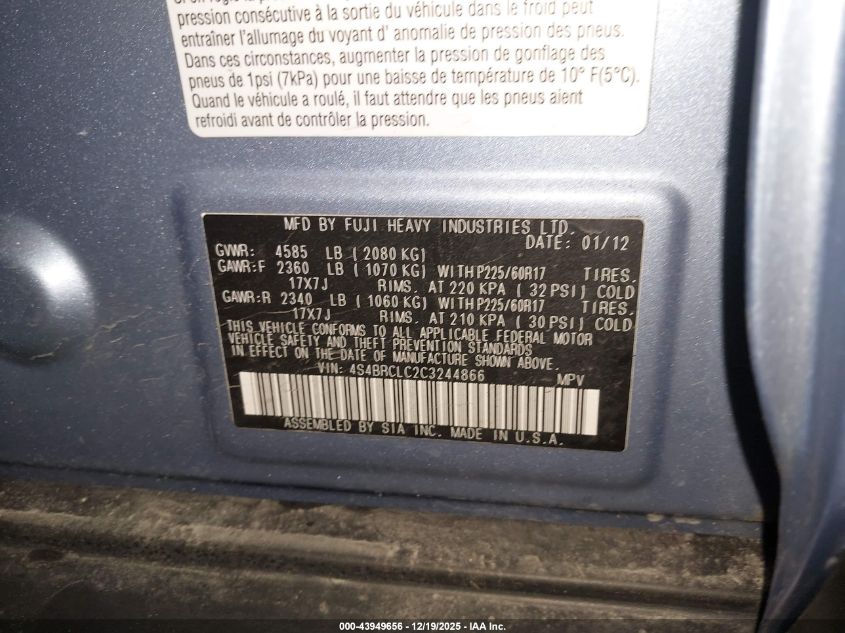 pression consécutive à la sortie du véhicule dans le froid peut
entraîner l'allumage du voyant d' anomalie de pression des pneus.
Dans ces circonstances, augmenter la pression de gonflage des
pneus de 1psi (7kPa) pour une baisse de température de 10° F(5°C).
Quand le véhicule a roulé, il faut attendre que les pneus aient
refroidi avant de contrôler la pression.
MFD BY FUJI HEAVY INDUSTRIES LTD.
DATE: 01/12
GVWR: 4585 LB ( 2080 KG)
GAWR:F 2360 LB ( 1070 KG) WITH P225/60R17 TIRES.
17X7J RIMS. AT 220 KPA ( 32 PSI) COLD
GAWR:R 2340 LB ( 1060 KG) WITH P225/60R17 TIRES.
17X7J RIMS. AT 210 KPA ( 30 PSI) COLD
THIS VEHICLE CONFORMS TO ALL APPLICABLE FEDERAL MOTOR
VEHICLE SAFETY AND THEFT PREVENTION STANDARDS
IN EFFECT ON THE DATE OF MANUFACTURE SHOWN ABOVE.
VIN: 4S4BRCLC2C3244866 MPV
ASSEMBLED BY SIA INC. MADE IN U.S.A.
000-43949656 - 12/19/2025 - IAA Inc.